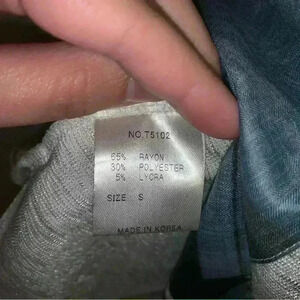 NO.T5102
65% RAYON
30% POLYESTER
5% LYCRA
SIZE: S
MADE IN KOREA